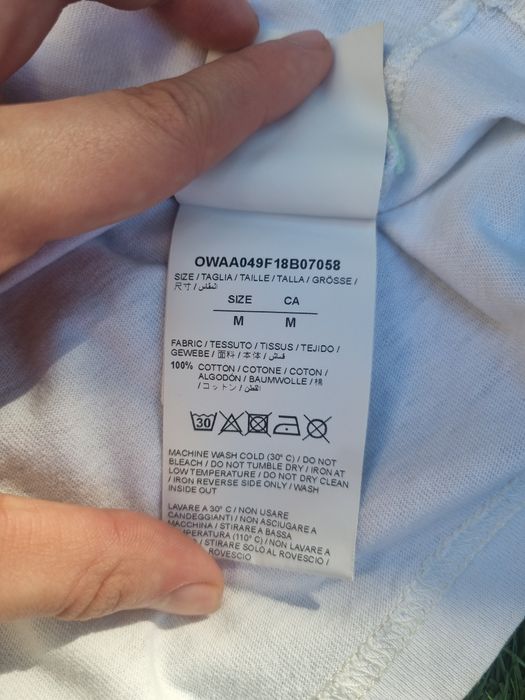 OWAA049F18B07058
SIZE / TAGLIA / TAILLE / TALLA / GRÖSSE /
尺寸 / المقاس
SIZE CA
M M
FABRIC / TESSUTO / TISSUS / TEJIDO /
GEWEBE / 面料 / 本体 / قماش /
100% COTTON / COTONE / COTON /
ALGODÓN / BAUMWOLLE / 棉
/ コットン / القطن
30
MACHINE WASH COLD (30° C) / DO NOT
BLEACH / DO NOT TUMBLE DRY / IRON AT
LOW TEMPERATURE / DO NOT DRY CLEAN
/ IRON REVERSE SIDE ONLY / WASH
INSIDE OUT
LAVARE A 30° C / NON USARE
CANDEGGIANTI / NON ASCIUGARE A
MACCHINA / STIRARE A BASSA
PERATURA (110° C) / NON LAVARE A
/ STIRARE SOLO AL ROVESCIO /
ROVESCIO